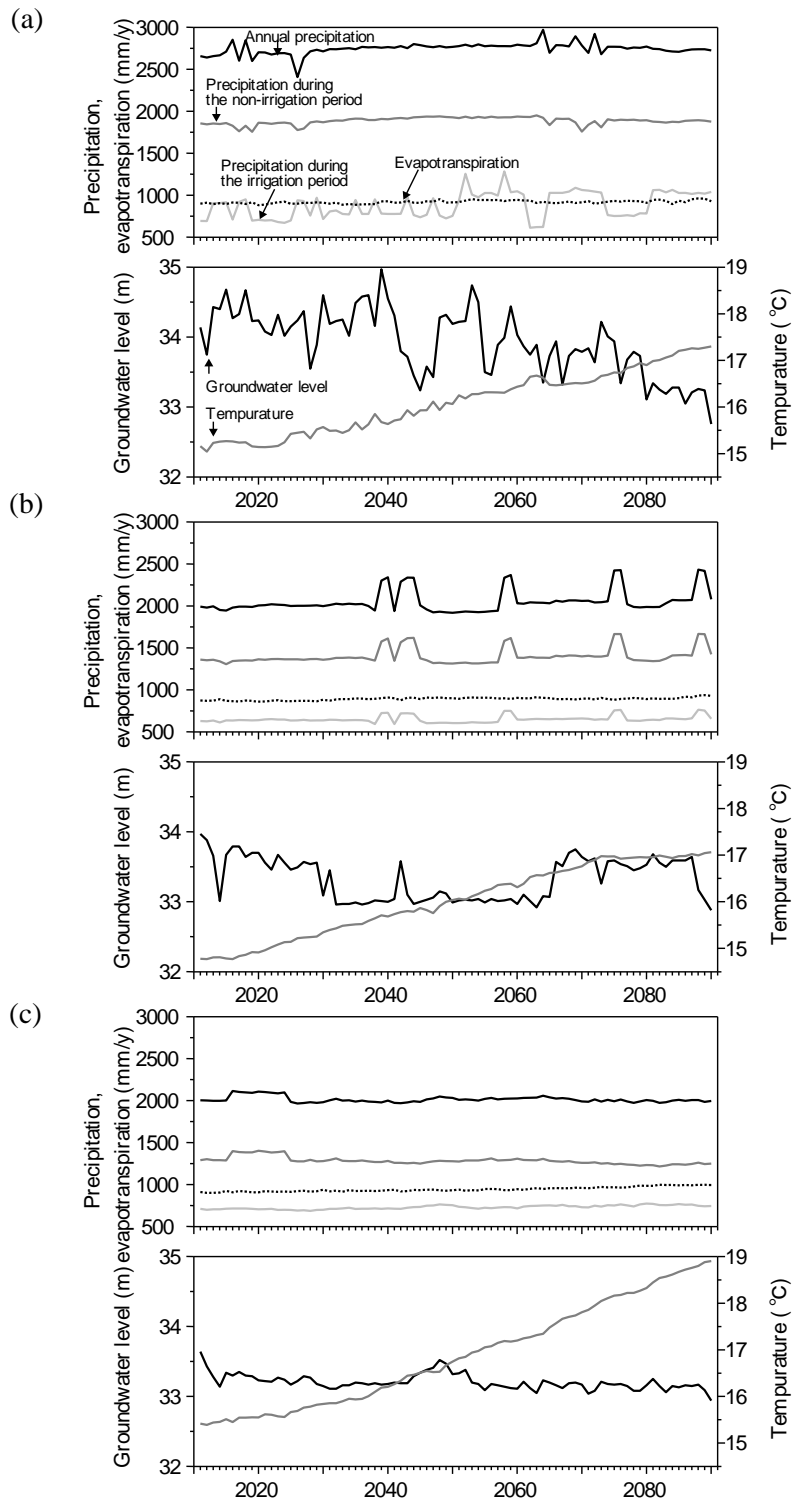 (a)
3000
2500
2000
1500
1000
500
Precipitation,
evapotranspiration (mm/y)
Annual precipitation
Precipitation during
the non-irrigation period
Precipitation during
the irrigation period
Evapotranspiration
35
34
33
32
Groundwater level (m)
Groundwater level
Tempurature
19
18
17
16
15
Tempurature ( °C)
2020
2040
2060
2080
(b)
3000
2500
2000
1500
1000
500
Precipitation,
evapotranspiration (mm/y)
35
34
33
32
Groundwater level (m)
19
18
17
16
15
Tempurature ( °C)
2020
2040
2060
2080
(c)
3000
2500
2000
1500
1000
500
Precipitation,
evapotranspiration (mm/y)
35
34
33
32
Groundwater level (m)
19
18
17
16
15
Tempurature ( °C)
2020
2040
2060
2080